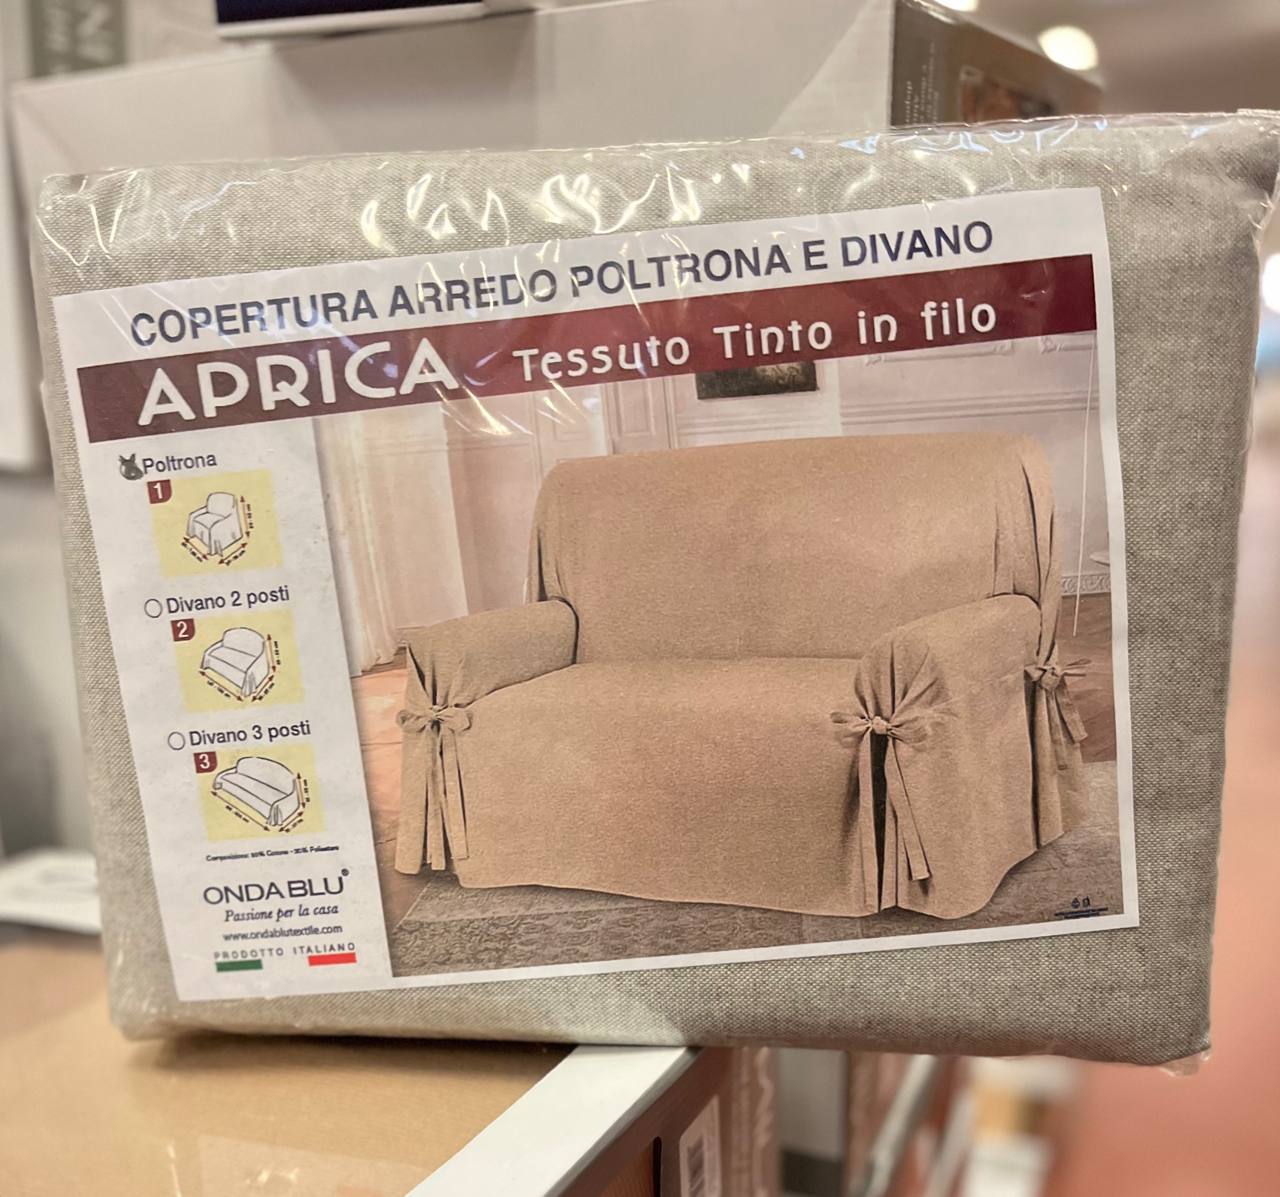 COPERTURA ARREDO POLTRONA E DIVANO
APRICA Tessuto Tinto in filo
Poltrona
1
Divano 2 posti
2
Divano 3 posti
3
ONDA BLU®
Passione per la casa
www.ondablutextile.com
PRODOTTO ITALIANO